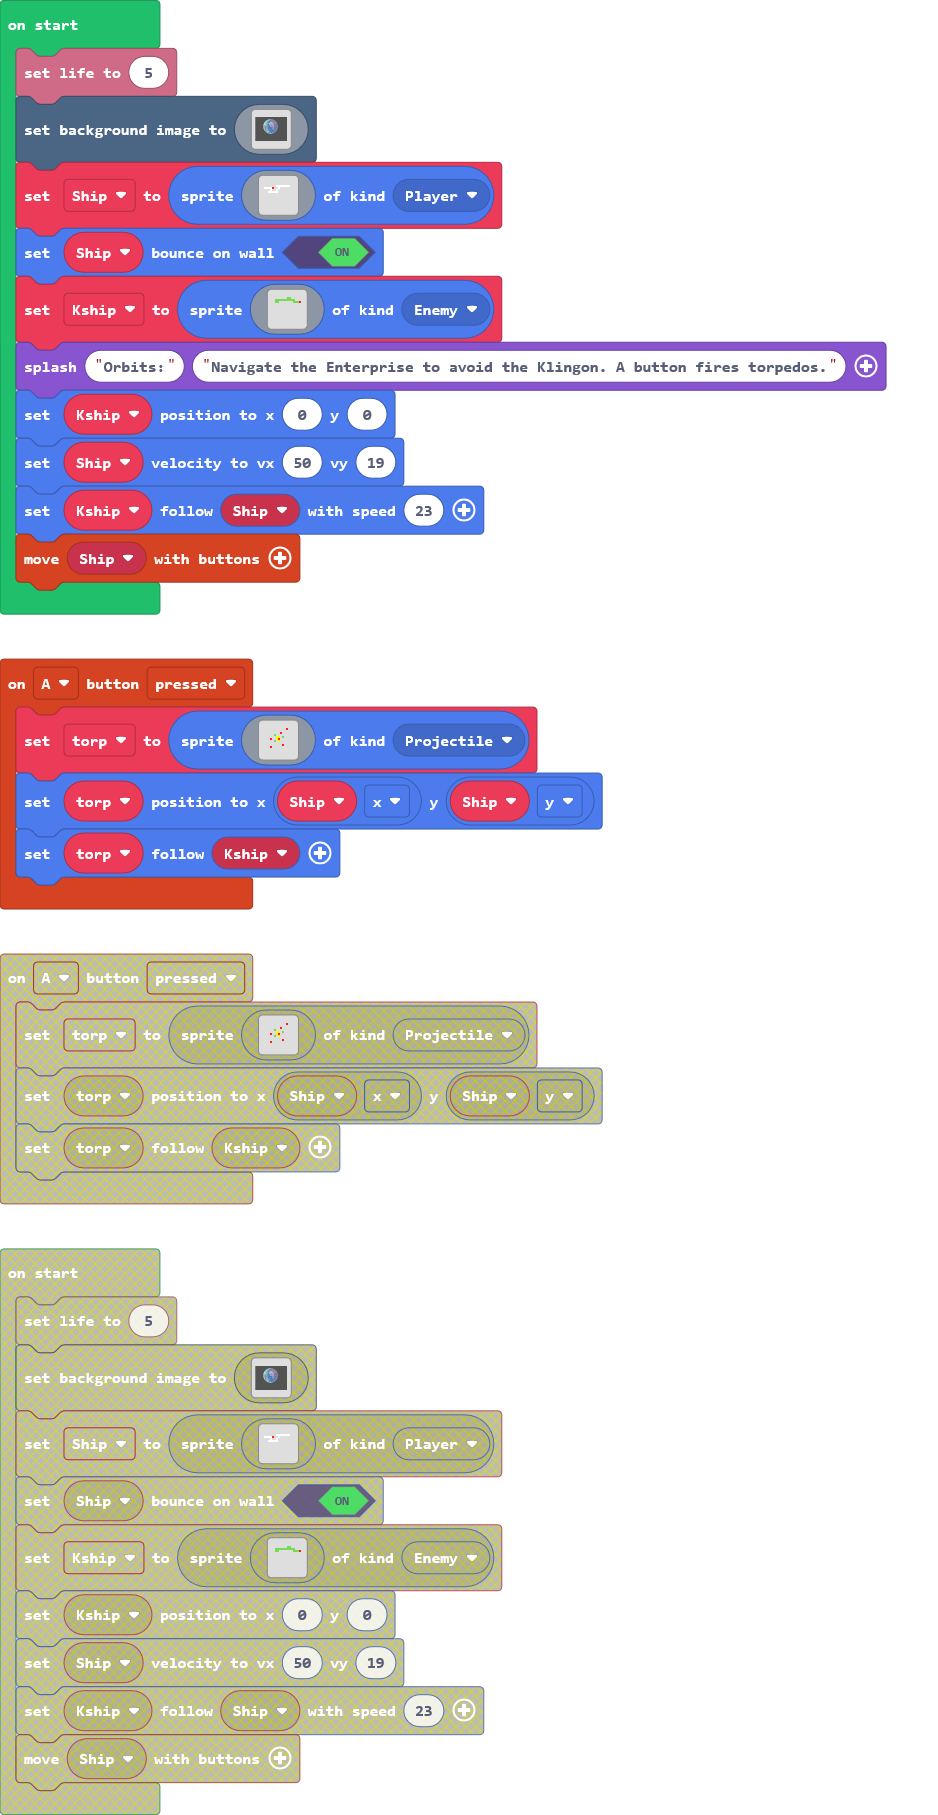 on start
set life to 5
set background image to
set Ship to sprite of kind Player
set Ship bounce on wall ON
set Kship to sprite of kind Enemy
splash "Orbits:" "Navigate the Enterprise to avoid the Klingon. A button fires torpedos."
set Kship position to x 0 y 0
set Ship velocity to vx 50 vy 19
set Kship follow Ship with speed 23
move Ship with buttons
on A button pressed
set torp to sprite of kind Projectile
set torp position to x Ship x y Ship y
set torp follow Kship
on A button pressed
set torp to sprite of kind Projectile
set torp position to x Ship x y Ship y
set torp follow Kship
on start
set life to 5
set background image to
set Ship to sprite of kind Player
set Ship bounce on wall ON
set Kship to sprite of kind Enemy
set Kship position to x 0 y 0
set Ship velocity to vx 50 vy 19
set Kship follow Ship with speed 23
move Ship with buttons